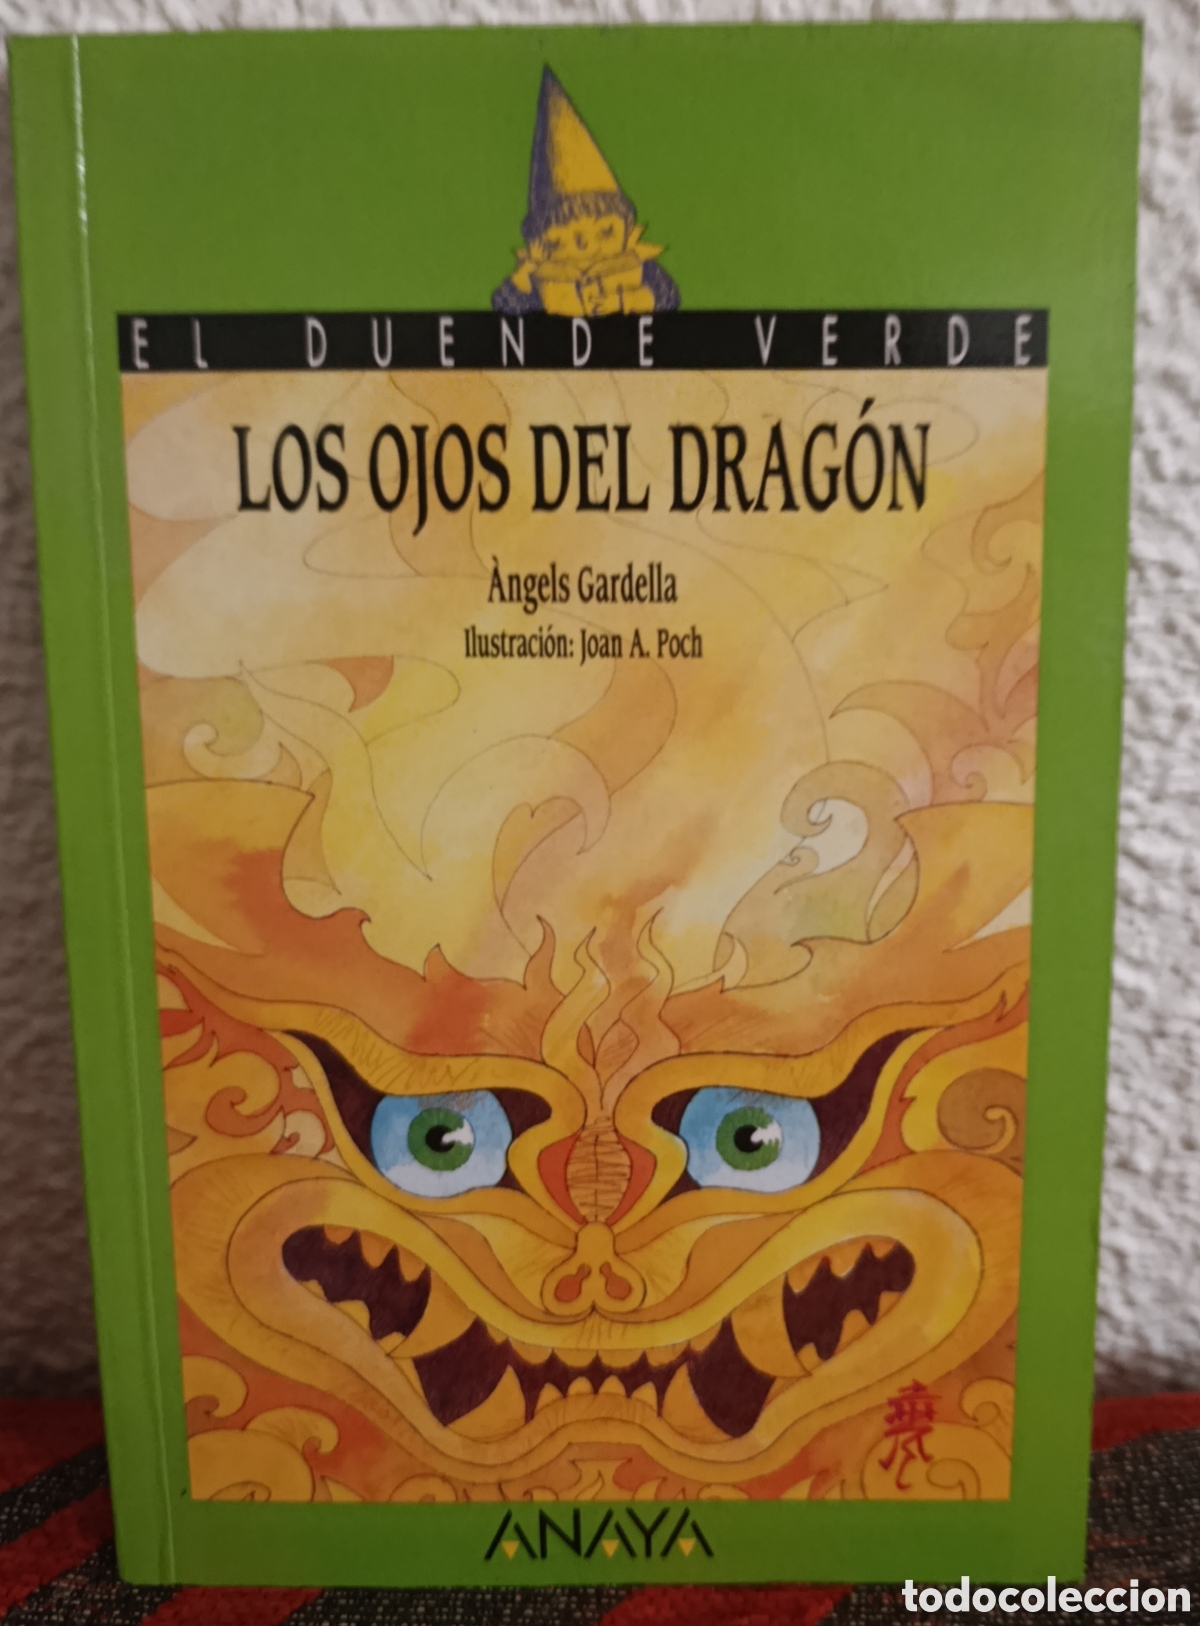 EL DUENDE VERDE
LOS OJOS DEL DRAGÓN
Àngels Gardella
Ilustración: Joan A. Poch
ANAYA
todocoleccion